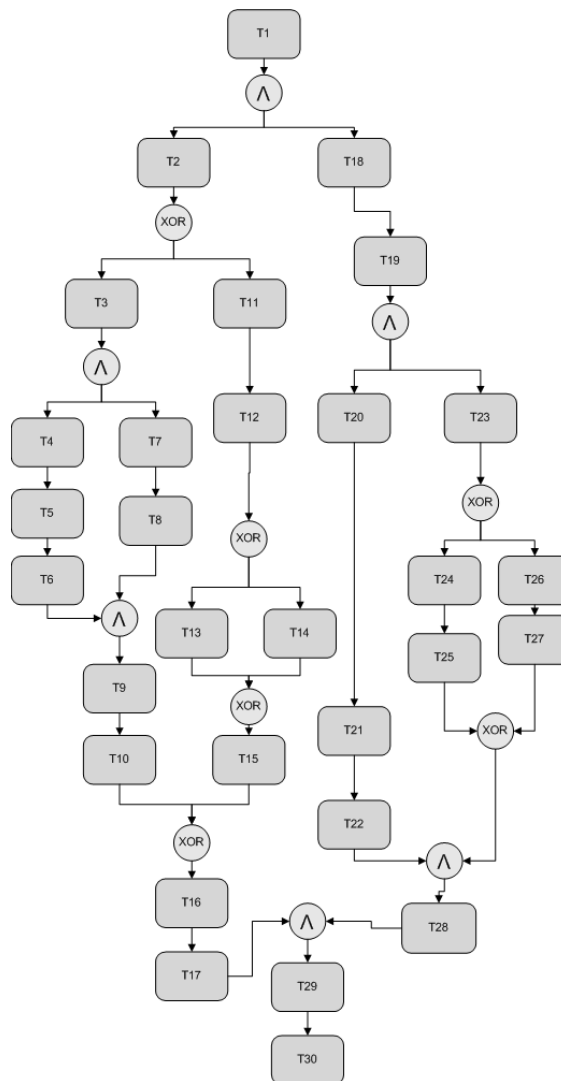 T1
Λ
T2
T18
XOR
T19
T3
T11
Λ
Λ
T4
T7
T12
T20
T23
T5
T8
XOR
XOR
T6
T24
T26
Λ
T13
T14
T27
T25
T9
XOR
T21
XOR
T10
T15
T22
XOR
Λ
T16
Λ
T28
T17
T29
T30